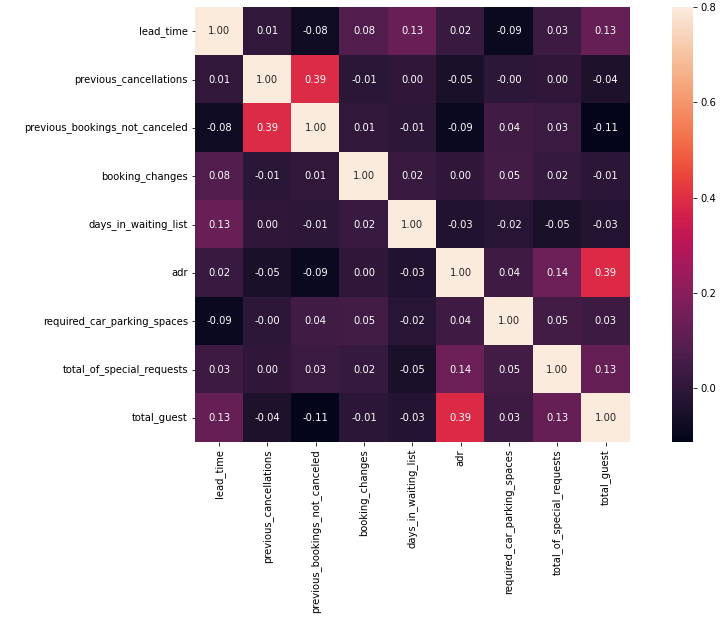 lead_time 1.00 0.01 -0.08 0.08 0.13 0.02 -0.09 0.03 0.13
previous_cancellations 0.01 1.00 0.39 -0.01 0.00 -0.05 -0.00 0.00 -0.04
previous_bookings_not_canceled -0.08 0.39 1.00 0.01 -0.01 -0.09 0.04 0.03 -0.11
booking_changes 0.08 -0.01 0.01 1.00 0.02 0.00 0.05 0.02 -0.01
days_in_waiting_list 0.13 0.00 -0.01 0.02 1.00 -0.03 -0.02 -0.05 -0.03
adr 0.02 -0.05 -0.09 0.00 -0.03 1.00 0.04 0.14 0.39
required_car_parking_spaces -0.09 -0.00 0.04 0.05 -0.02 0.04 1.00 0.05 0.03
total_of_special_requests 0.03 0.00 0.03 0.02 -0.05 0.14 0.05 1.00 0.13
total_guest 0.13 -0.04 -0.11 -0.01 -0.03 0.39 0.03 0.13 1.00
lead_time
previous_cancellations
previous_bookings_not_canceled
booking_changes
days_in_waiting_list
adr
required_car_parking_spaces
total_of_special_requests
total_guest
0.8
0.6
0.4
0.2
0.0